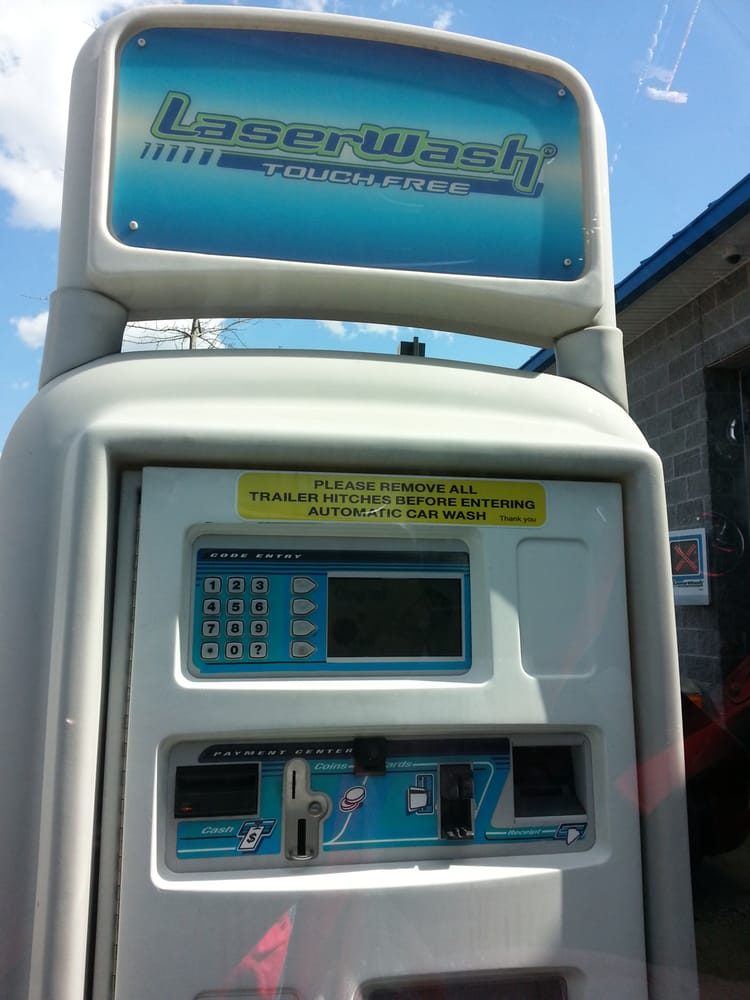 LaserWash®
TOUCH FREE
PLEASE REMOVE ALL
TRAILER HITCHES BEFORE ENTERING
AUTOMATIC CAR WASH Thank you
CODE ENTRY
1 2 3
4 5 6
7 8 9
* 0 ?
PAYMENT CENTER
Coins
Cash
$
Receipt
LaserWash